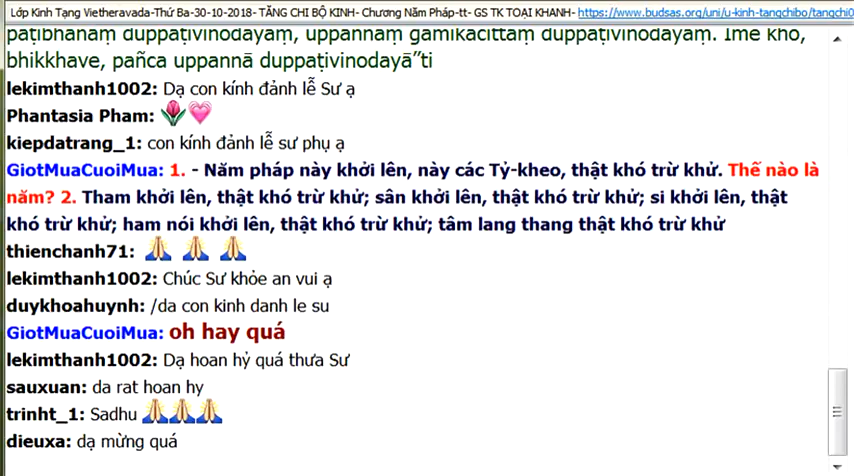 Lớp Kinh Tạng Vietheravada-Thứ Ba-30-10-2018- TĂNG CHI BỘ KINH- Chương Năm Pháp-tt- GS TK TOẠI KHANH- https://www.budsas.org/uni/u-kinh-tangchibo/tangchi0
paṭibhānaṃ duppaṭivinodayaṃ, uppannaṃ gamikacittaṃ duppaṭivinodayaṃ. Ime kho,
bhikkhave, pañca uppannā duppaṭivinodayā”ti
lekimthanh1002: Dạ con kính đảnh lễ Sư ạ
Phantasia Pham: 🌷💗
kiepdatrang_1: con kính đảnh lễ sư phụ ạ
GiotMuaCuoiMua: 1. - Năm pháp này khởi lên, này các Tỷ-kheo, thật khó trừ khử. Thế nào là
năm? 2. Tham khởi lên, thật khó trừ khử; sân khởi lên, thật khó trừ khử; si khởi lên, thật
khó trừ khử; ham nói khởi lên, thật khó trừ khử; tâm lang thang thật khó trừ khử
thienchanh71: 🙏 🙏 🙏
lekimthanh1002: Chúc Sư khỏe an vui ạ
duykhoahuynh: /da con kinh danh le su
GiotMuaCuoiMua: oh hay quá
lekimthanh1002: Dạ hoan hỷ quá thưa Sư
sauxuan: da rat hoan hy
trinht_1: Sadhu 🙏🙏🙏
dieuxa: dạ mừng quá